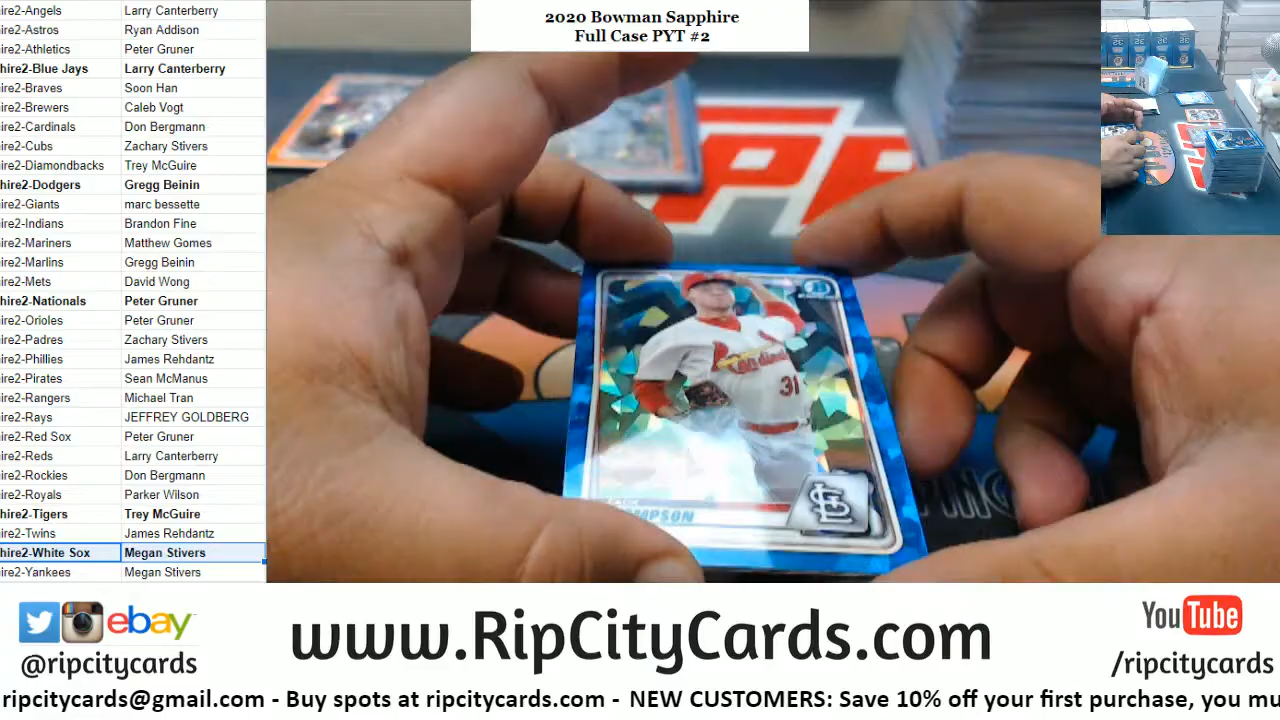 2020 Bowman Sapphire
Full Case PYT #2
ire2-Angels Larry Canterberry
ire2-Astros Ryan Addison
ire2-Athletics Peter Gruner
hire2-Blue Jays Larry Canterberry
ire2-Braves Soon Han
ire2-Brewers Caleb Vogt
ire2-Cardinals Don Bergmann
ire2-Cubs Zachary Stivers
ire2-Diamondbacks Trey McGuire
hire2-Dodgers Gregg Beinin
ire2-Giants marc bessette
ire2-Indians Brandon Fine
ire2-Mariners Matthew Gomes
ire2-Marlins Gregg Beinin
ire2-Mets David Wong
hire2-Nationals Peter Gruner
ire2-Orioles Peter Gruner
ire2-Padres Zachary Stivers
ire2-Phillies James Rehdantz
ire2-Pirates Sean McManus
ire2-Rangers Michael Tran
ire2-Rays JEFFREY GOLDBERG
ire2-Red Sox Peter Gruner
ire2-Reds Larry Canterberry
ire2-Rockies Don Bergmann
ire2-Royals Parker Wilson
hire2-Tigers Trey McGuire
ire2-Twins James Rehdantz
hire2-White Sox Megan Stivers
ire2-Yankees Megan Stivers
Cardinals
31
MPSON
ebay
@ripcitycards
www.RipCityCards.com
YouTube
/ripcitycards
ripcitycards@gmail.com - Buy spots at ripcitycards.com - NEW CUSTOMERS: Save 10% off your first purchase, you mu